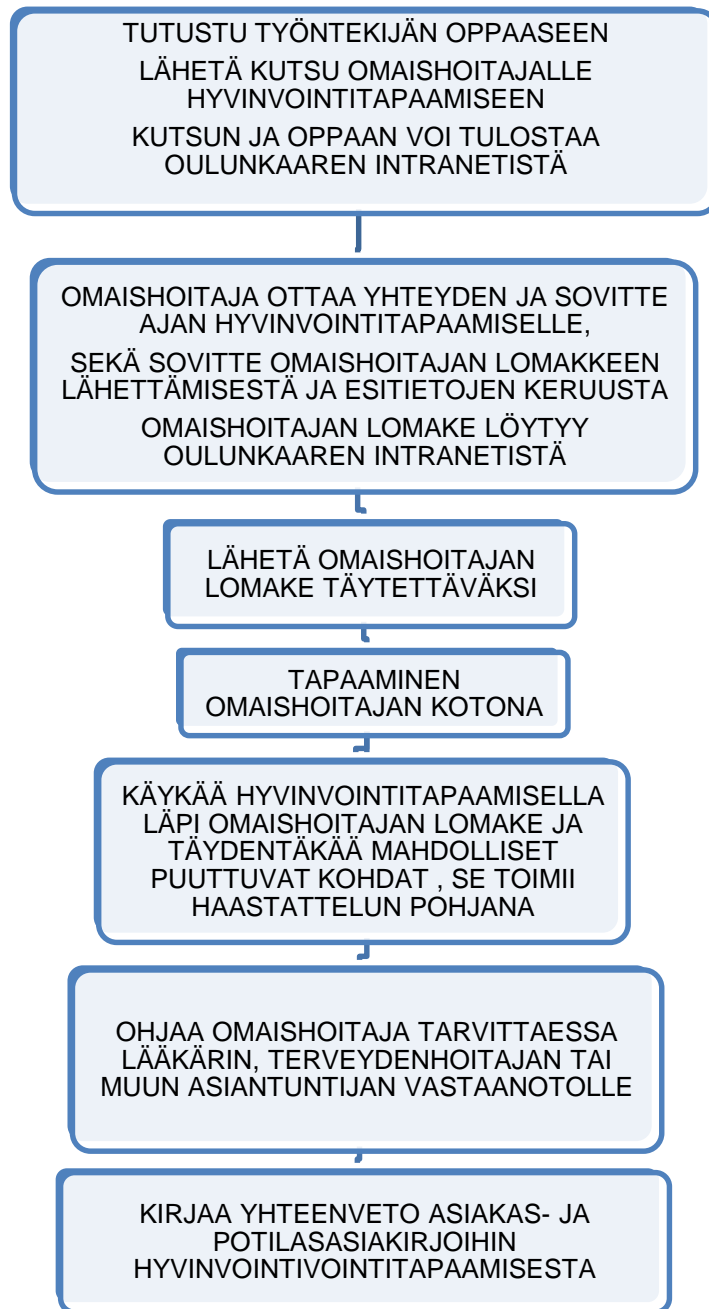 TUTUSTU TYÖNTEKIJÄN OPPAASEEN
LÄHETÄ KUTSU OMAISHOITAJALLE
HYVINVOINTITAPAAMISEEN
KUTSUN JA OPPAAN VOI TULOSTAA
OULUNKAAREN INTRANETISTÄ
OMAISHOITAJA OTTAA YHTEYDEN JA SOVITTE
AJAN HYVINVOINTITAPAAMISELLE,
SEKÄ SOVITTE OMAISHOITAJAN LOMAKKEEN
LÄHETTÄMISESTÄ JA ESITIETOJEN KERUUSTA
OMAISHOITAJAN LOMAKE LÖYTYY
OULUNKAAREN INTRANETISTÄ
LÄHETÄ OMAISHOITAJAN
LOMAKE TÄYTETTÄVÄKSI
TAPAAMINEN
OMAISHOITAJAN KOTONA
KÄYKÄÄ HYVINVOINTITAPAAMISELLA
LÄPI OMAISHOITAJAN LOMAKE JA
TÄYDENTÄKÄÄ MAHDOLLISET
PUUTTUVAT KOHDAT , SE TOIMII
HAASTATTELUN POHJANA
OHJAA OMAISHOITAJA TARVITTAESSA
LÄÄKÄRIN, TERVEYDENHOITAJAN TAI
MUUN ASIANTUNTIJAN VASTAANOTOLLE
KIRJAA YHTEENVETO ASIAKAS- JA
POTILASASIAKIRJOIHIN
HYVINVOINTIVOINTITAPAAMISESTA